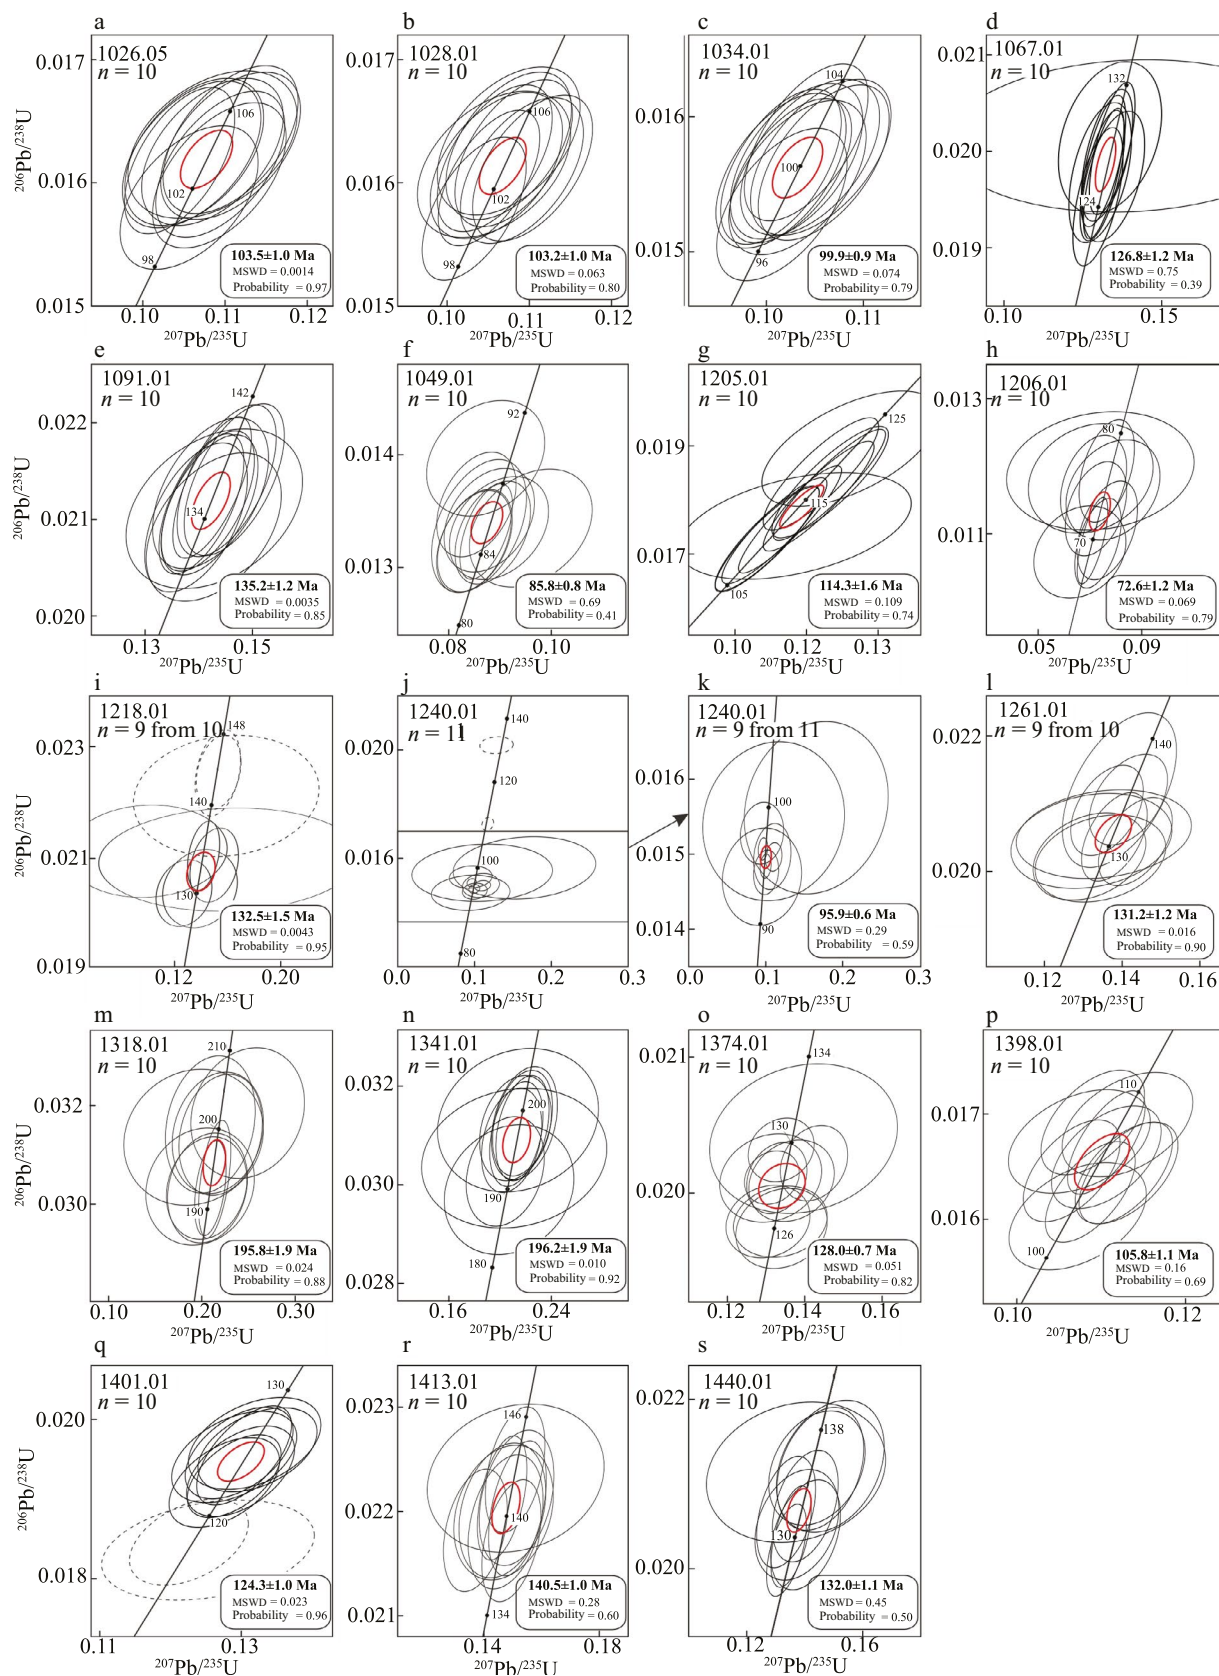 a
1026.05
n = 10
0.017
0.016
0.015
206Pb/238U
106
102
98
103.5±1.0 Ma
MSWD = 0.0014
Probability = 0.97
0.10
0.11
0.12
207Pb/235U
b
1028.01
n = 10
0.017
0.016
0.015
106
102
98
103.2±1.0 Ma
MSWD = 0.063
Probability = 0.80
0.10
0.11
0.12
207Pb/235U
c
1034.01
n = 10
0.016
0.015
104
100
96
99.9±0.9 Ma
MSWD = 0.074
Probability = 0.79
0.10
0.11
207Pb/235U
d
1067.01
n = 10
0.021
0.020
0.019
132
124
126.8±1.2 Ma
MSWD = 0.75
Probability = 0.39
0.10
0.15
207Pb/235U
e
1091.01
n = 10
0.022
0.021
0.020
206Pb/238U
142
134
135.2±1.2 Ma
MSWD = 0.0035
Probability = 0.85
0.13
0.15
207Pb/235U
f
1049.01
n = 10
0.014
0.013
92
84
80
85.8±0.8 Ma
MSWD = 0.69
Probability = 0.41
0.08
0.10
207Pb/235U
g
1205.01
n = 10
0.019
0.017
125
115
105
114.3±1.6 Ma
MSWD = 0.109
Probability = 0.74
0.10
0.12
0.13
207Pb/235U
h
1206.01
n = 10
0.013
0.011
80
70
72.6±1.2 Ma
MSWD = 0.069
Probability = 0.79
0.05
0.09
207Pb/235U
i
1218.01
n = 9 from 10
0.023
0.021
0.019
206Pb/238U
148
140
130
132.5±1.5 Ma
MSWD = 0.0043
Probability = 0.95
0.12
0.20
207Pb/235U
j
1240.01
n = 11
0.020
0.016
140
120
100
80
0.0
0.1
0.2
0.3
207Pb/235U
k
1240.01
n = 9 from 11
0.016
0.015
0.014
100
90
95.9±0.6 Ma
MSWD = 0.29
Probability = 0.59
0.0
0.1
0.2
0.3
207Pb/235U
l
1261.01
n = 9 from 10
0.022
0.020
140
130
131.2±1.2 Ma
MSWD = 0.016
Probability = 0.90
0.12
0.14
0.16
207Pb/235U
m
1318.01
n = 10
0.032
0.030
206Pb/238U
210
200
190
195.8±1.9 Ma
MSWD = 0.024
Probability = 0.88
0.10
0.20
0.30
207Pb/235U
n
1341.01
n = 10
0.032
0.030
0.028
200
190
180
196.2±1.9 Ma
MSWD = 0.010
Probability = 0.92
0.16
0.24
207Pb/235U
o
1374.01
n = 10
0.021
0.020
134
130
126
128.0±0.7 Ma
MSWD = 0.051
Probability = 0.82
0.12
0.14
0.16
207Pb/235U
p
1398.01
n = 10
0.017
0.016
110
100
105.8±1.1 Ma
MSWD = 0.16
Probability = 0.69
0.10
0.12
207Pb/235U
q
1401.01
n = 10
0.020
0.018
206Pb/238U
130
120
124.3±1.0 Ma
MSWD = 0.023
Probability = 0.96
0.11
0.13
207Pb/235U
r
1413.01
n = 10
0.023
0.022
0.021
146
140
134
140.5±1.0 Ma
MSWD = 0.28
Probability = 0.60
0.14
0.18
207Pb/235U
s
1440.01
n = 10
0.022
0.020
138
130
132.0±1.1 Ma
MSWD = 0.45
Probability = 0.50
0.12
0.16
207Pb/235U